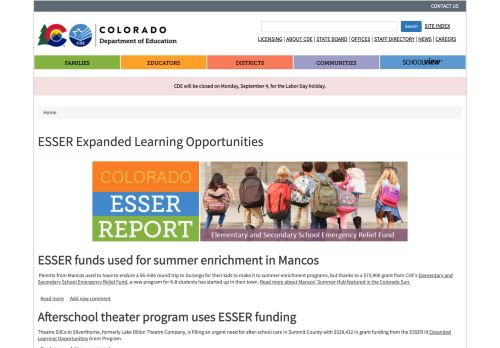 CONTACT US
COLORADO
Department of Education
CDE
Search
SITE INDEX
LICENSING | ABOUT CDE | STATE BOARD | OFFICES | STAFF DIRECTORY | NEWS | CAREERS
FAMILIES EDUCATORS DISTRICTS COMMUNITIES SCHOOLVIEW
CDE will be closed on Monday, September 4, for the Labor Day holiday.
Home
ESSER Expanded Learning Opportunities
COLORADO
ESSER
REPORT
Elementary and Secondary School Emergency Relief Fund
ESSER funds used for summer enrichment in Mancos
Parents from Mancos used to have to endure a 56-mile round trip to Durango for their kids to make it to summer enrichment programs, but thanks to a $73,900 grant from CDE's Elementary and
Secondary School Emergency Relief Fund, a new program for K-8 students has started up in their town. Read more about Mancos' Summer Hub featured in the Colorado Sun.
Read more Add new comment
Afterschool theater program uses ESSER funding
Theatre SilCo in Silverthorne, formerly Lake Dillon Theatre Company, is filling an urgent need for after-school care in Summit County with $528,432 in grant funding from the ESSER III Expanded
Learning Opportunities Grant Program.